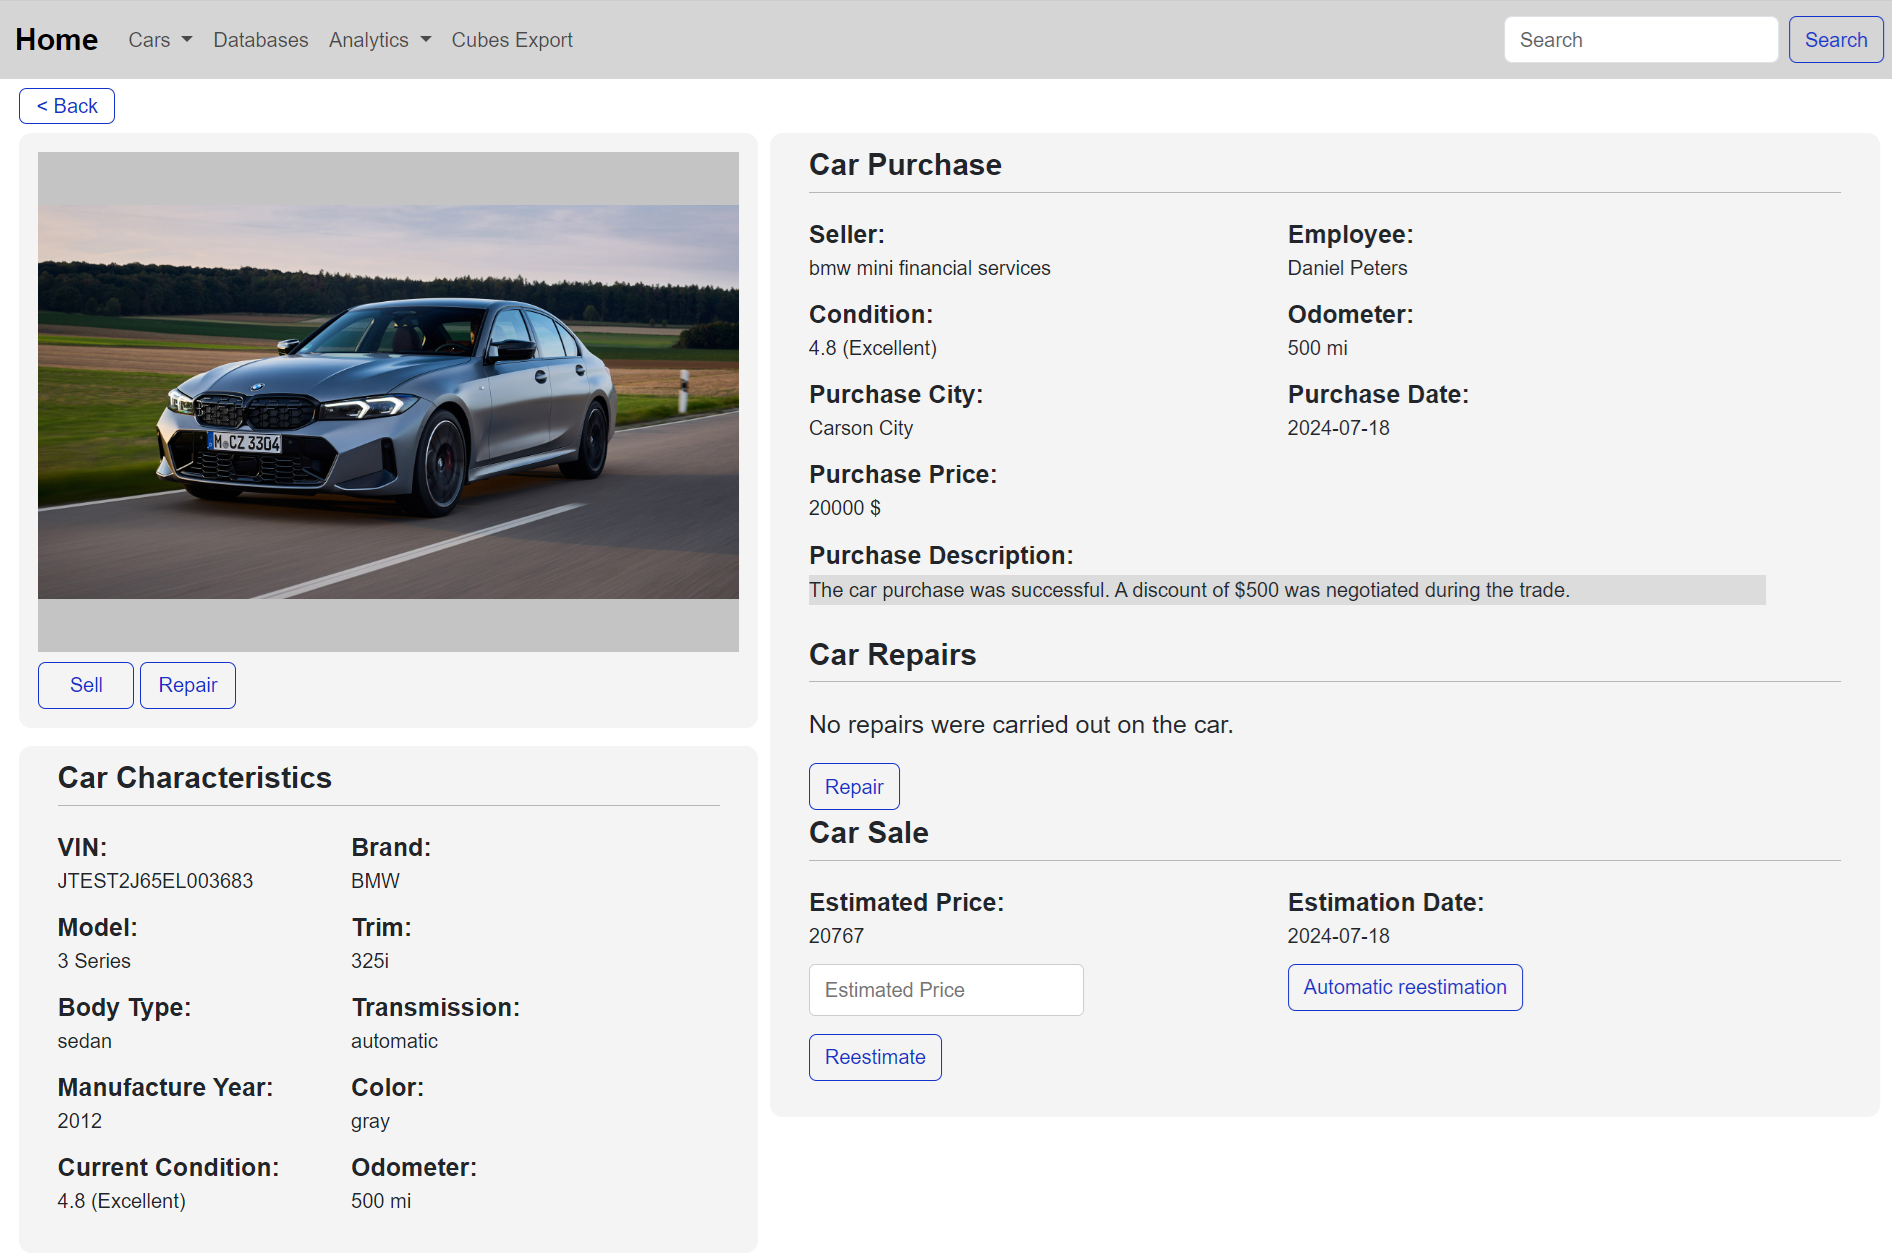 Home Cars Databases Analytics Cubes Export Search Search
< Back
M CZ 3304
Sell Repair
Car Characteristics
VIN: Brand:
JTEST2J65EL003683 BMW
Model: Trim:
3 Series 325i
Body Type: Transmission:
sedan automatic
Manufacture Year: Color:
2012 gray
Current Condition: Odometer:
4.8 (Excellent) 500 mi
Car Purchase
Seller: Employee:
bmw mini financial services Daniel Peters
Condition: Odometer:
4.8 (Excellent) 500 mi
Purchase City: Purchase Date:
Carson City 2024-07-18
Purchase Price:
20000 $
Purchase Description:
The car purchase was successful. A discount of $500 was negotiated during the trade.
Car Repairs
No repairs were carried out on the car.
Repair
Car Sale
Estimated Price: Estimation Date:
20767 2024-07-18
Estimated Price Automatic reestimation
Reestimate